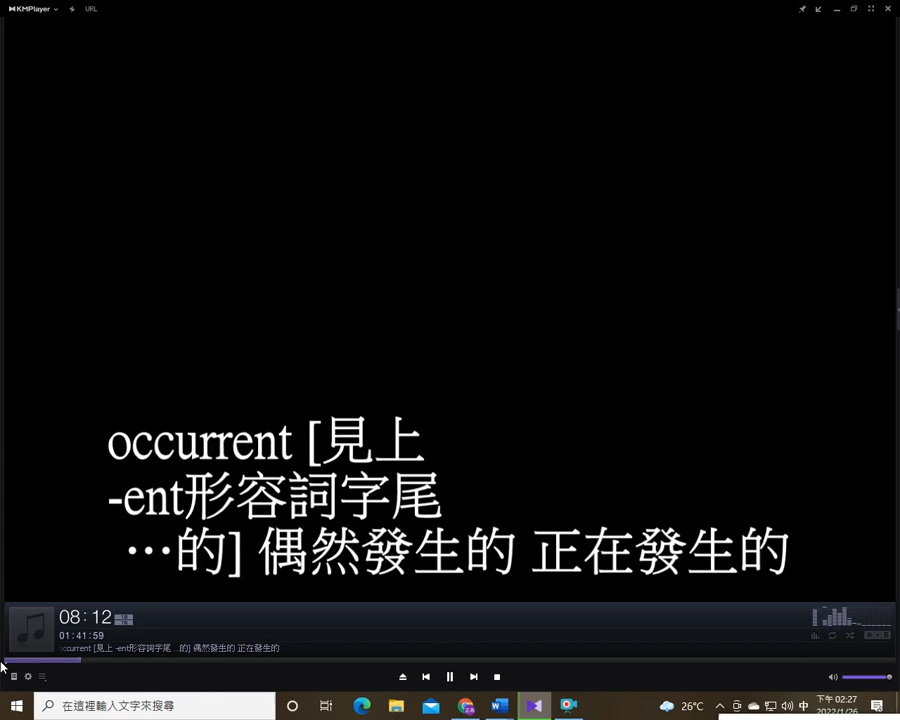 KMPlayer
URL
occurrent [見上
-ent形容詞字尾
…的] 偶然發生的 正在發生的
08:12
01:41:59
occurrent [見上 -ent形容詞字尾 …的] 偶然發生的 正在發生的
在這裡輸入文字來搜尋
26°C
中
下午 02:27
2022/1/26